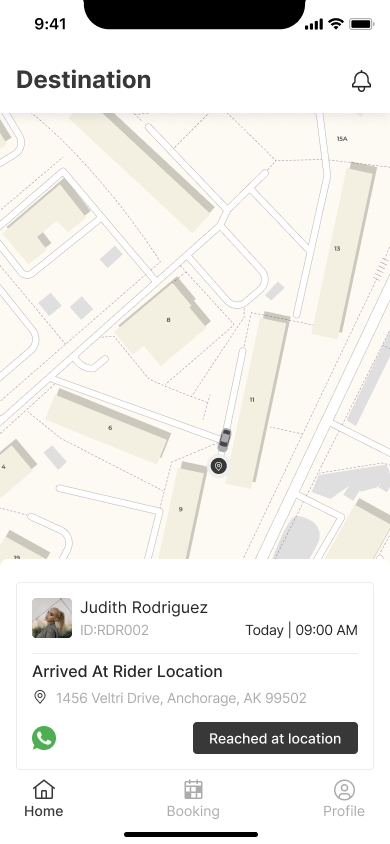 9:41
Destination
15A
13
8
11
6
4
9
19
Judith Rodriguez
ID:RDR002
Today | 09:00 AM
Arrived At Rider Location
1456 Veltri Drive, Anchorage, AK 99502
Reached at location
Home
Booking
Profile